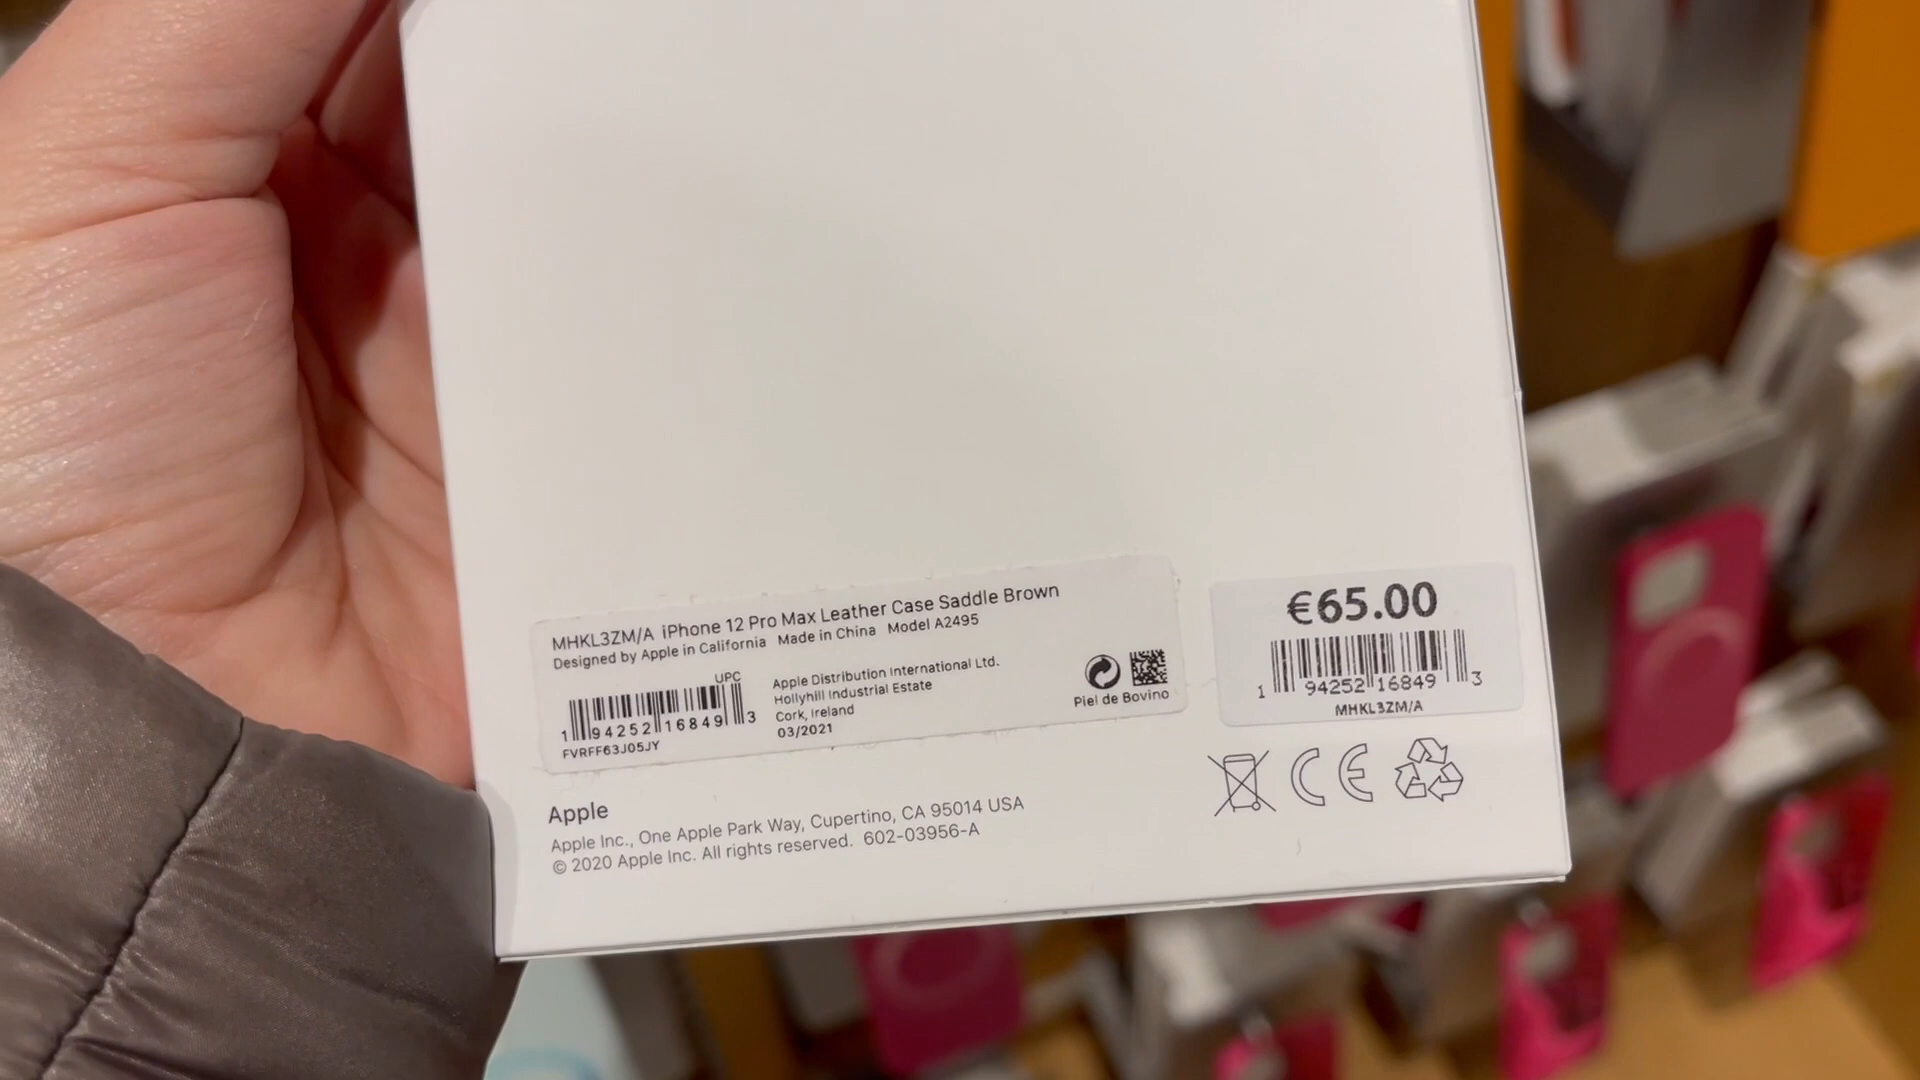 MHKL3ZM/A iPhone 12 Pro Max Leather Case Saddle Brown
Designed by Apple in California Made in China Model A2495
UPC
1 94252 16849 3
FVRFF63J05JY
Apple Distribution International Ltd.
Hollyhill Industrial Estate
Cork, Ireland
03/2021
Piel de Bovino
€65.00
1 94252 16849 3
MHKL3ZM/A
CE
Apple
Apple Inc., One Apple Park Way, Cupertino, CA 95014 USA
© 2020 Apple Inc. All rights reserved. 602-03956-A